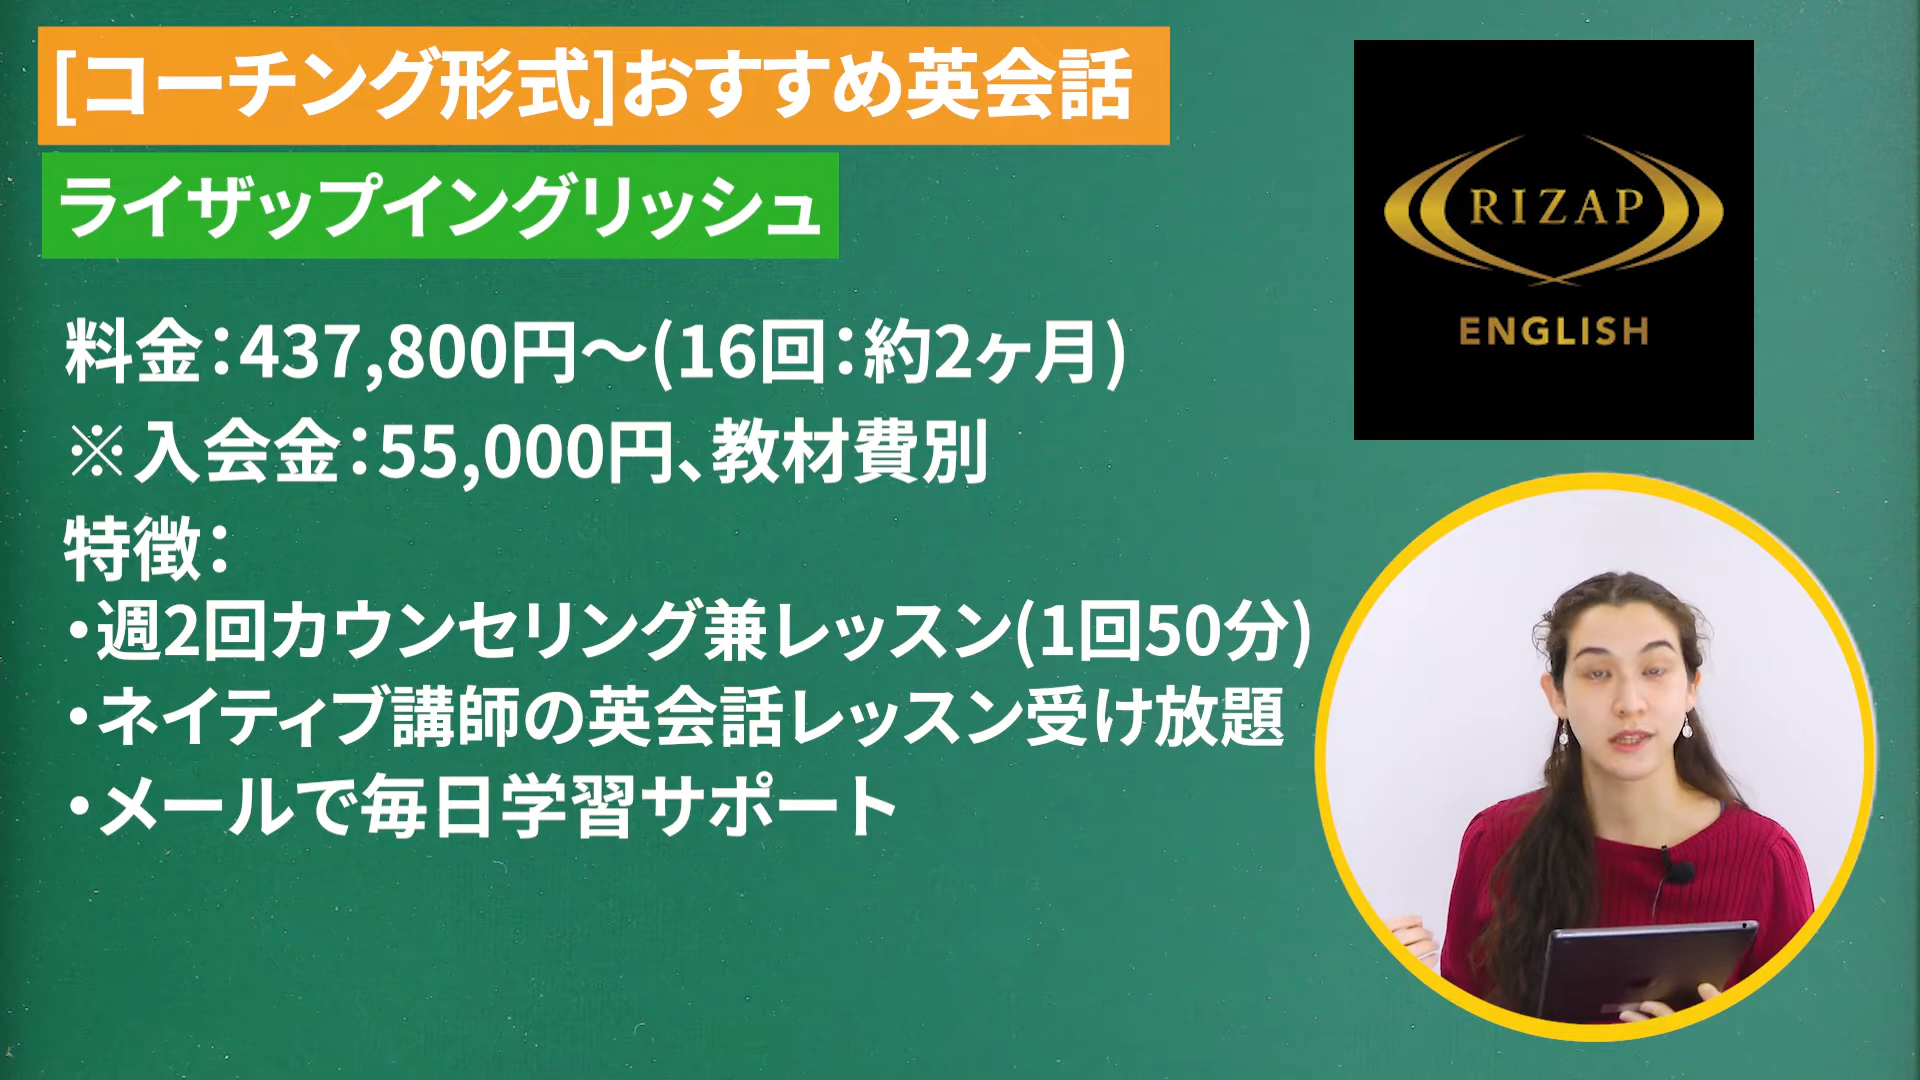 [コーチング形式]おすすめ英会話
ライザップイングリッシュ
料金：437,800円～(16回：約2ヶ月)
※入会金：55,000円、教材費別
特徴：
・週2回カウンセリング兼レッスン(1回50分)
・ネイティブ講師の英会話レッスン受け放題
・メールで毎日学習サポート
RIZAP
ENGLISH